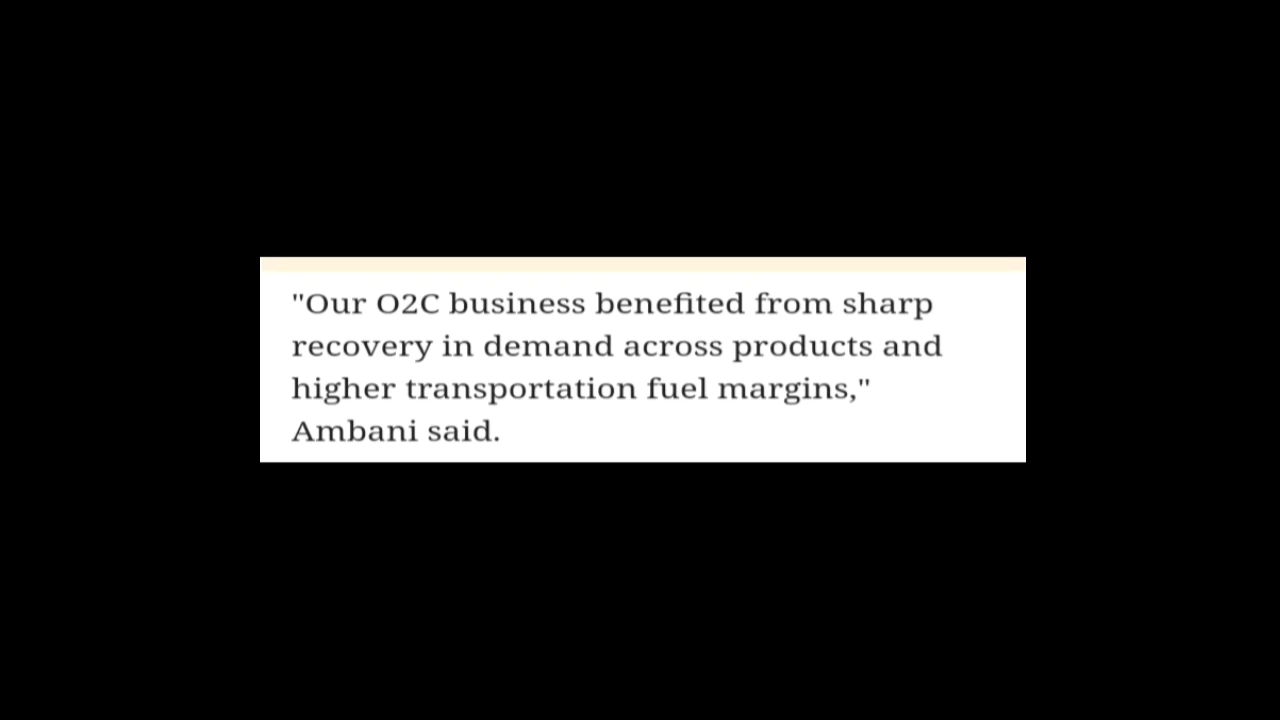 "Our O2C business benefited from sharp
recovery in demand across products and
higher transportation fuel margins,"
Ambani said.